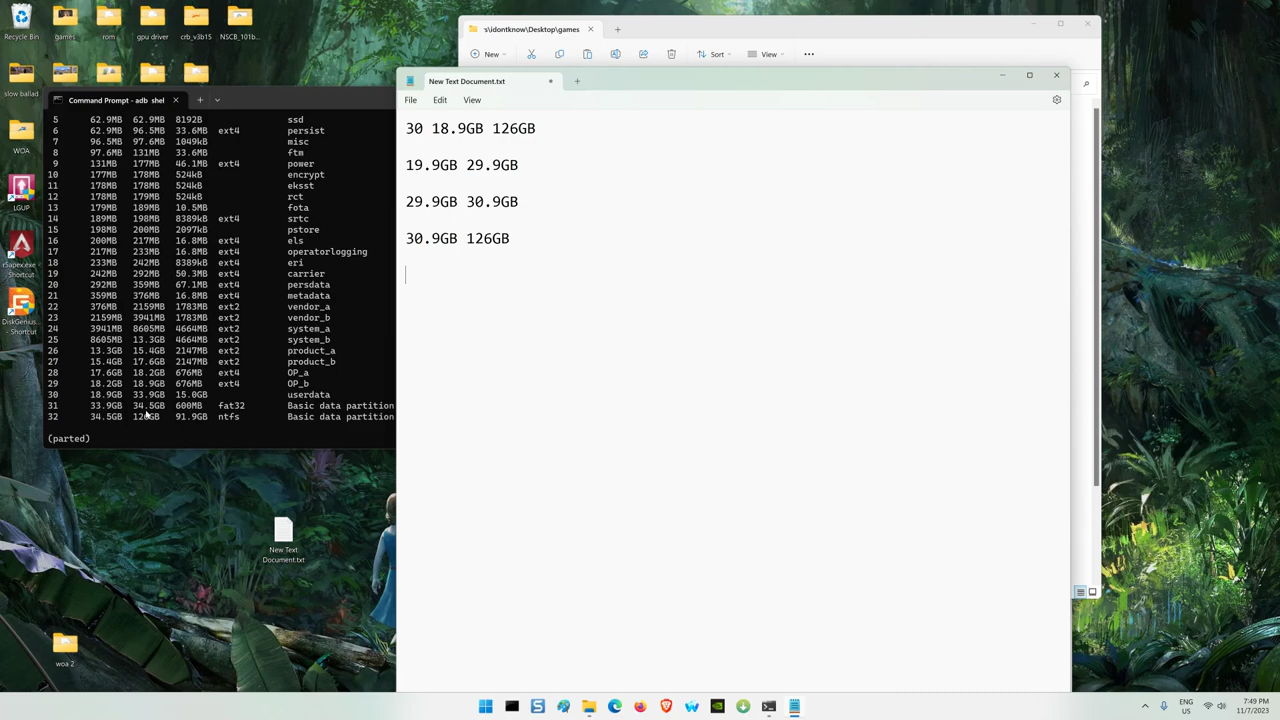 Recycle Bin
games
rom
gpu driver
crb_v3b15
NSCB_101b...
slow ballad
WOA
LGUP
r5apex.exe - Shortcut
DiskGenius... - Shortcut
woa 2
New Text Document.txt
s\idontknow\Desktop\games
New
Sort
View
Command Prompt - adb shel
5 62.9MB 62.9MB 8192B ssd
6 62.9MB 96.5MB 33.6MB ext4 persist
7 96.5MB 97.6MB 1049kB misc
8 97.6MB 131MB 33.6MB ftm
9 131MB 177MB 46.1MB ext4 power
10 177MB 178MB 524kB encrypt
11 178MB 178MB 524kB eksst
12 178MB 179MB 524kB rct
13 179MB 189MB 10.5MB fota
14 189MB 198MB 8389kB ext4 srtc
15 198MB 200MB 2097kB pstore
16 200MB 217MB 16.8MB ext4 els
17 217MB 233MB 16.8MB ext4 operatorlogging
18 233MB 242MB 8389kB ext4 eri
19 242MB 292MB 50.3MB ext4 carrier
20 292MB 359MB 67.1MB ext4 persdata
21 359MB 376MB 16.8MB ext4 metadata
22 376MB 2159MB 1783MB ext2 vendor_a
23 2159MB 3941MB 1783MB ext2 vendor_b
24 3941MB 8605MB 4664MB ext2 system_a
25 8605MB 13.3GB 4664MB ext2 system_b
26 13.3GB 15.4GB 2147MB ext2 product_a
27 15.4GB 17.6GB 2147MB ext2 product_b
28 17.6GB 18.2GB 676MB ext4 OP_a
29 18.2GB 18.9GB 676MB ext4 OP_b
30 18.9GB 33.9GB 15.0GB userdata
31 33.9GB 34.5GB 600MB fat32 Basic data partition
32 34.5GB 126GB 91.9GB ntfs Basic data partition
(parted)
New Text Document.txt
File Edit View
30 18.9GB 126GB
19.9GB 29.9GB
29.9GB 30.9GB
30.9GB 126GB
ENG
US
7:49 PM
11/7/2023